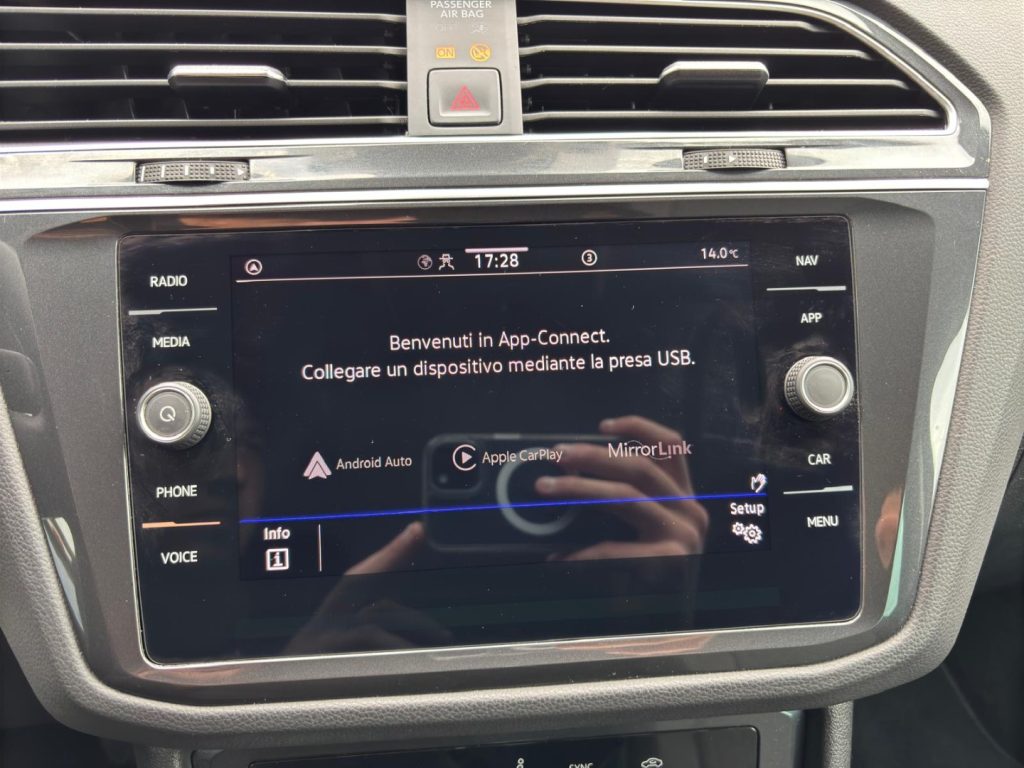 PASSENGER
AIR BAG
ON
RADIO
MEDIA
PHONE
VOICE
17:28
3
14.0°C
Benvenuti in App-Connect.
Collegare un dispositivo mediante la presa USB.
Android Auto
Apple CarPlay
MirrorLink
Info
Setup
NAV
APP
CAR
MENU
SYNC